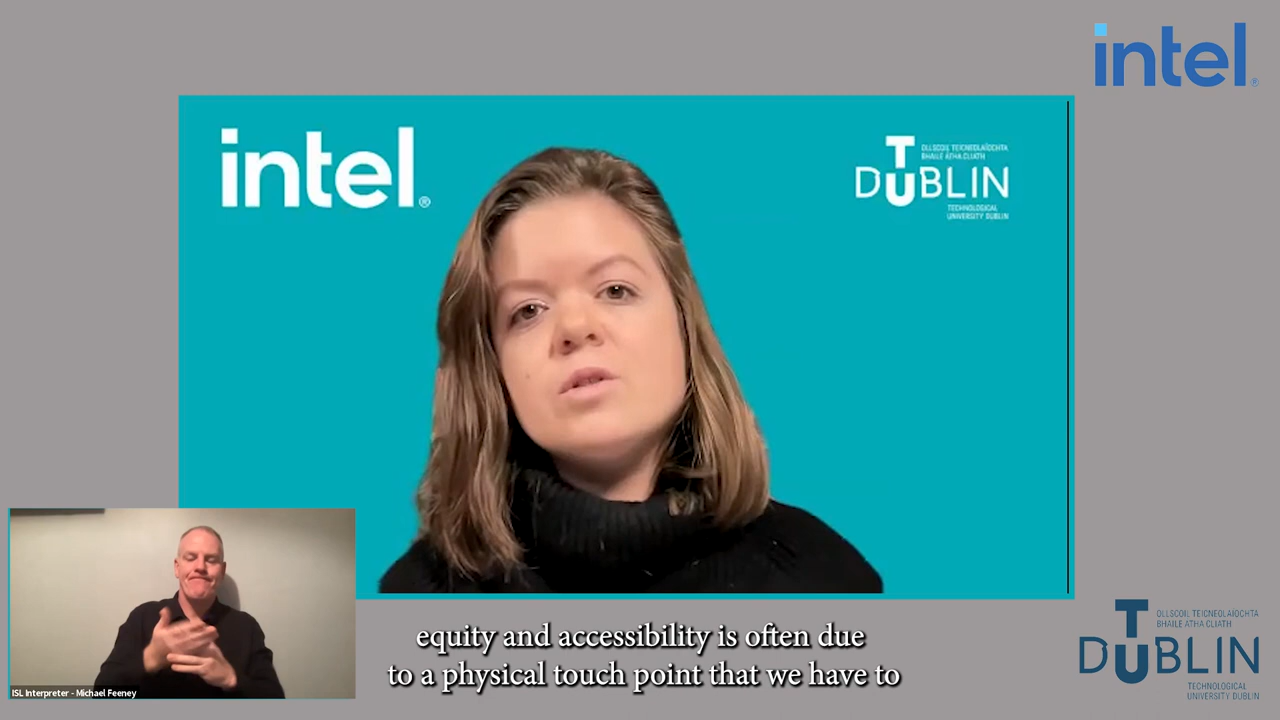 intel®
intel®
OLLSCOIL TEICNEOLAÍOCHTA
BHAILE ÁTHA CLIATH
TU DUBLIN
TECHNOLOGICAL
UNIVERSITY DUBLIN
equity and accessibility is often due
to a physical touch point that we have to
ISL Interpreter - Michael Feeney
OLLSCOIL TEICNEOLAÍOCHTA
BHAILE ÁTHA CLIATH
TU DUBLIN
TECHNOLOGICAL
UNIVERSITY DUBLIN